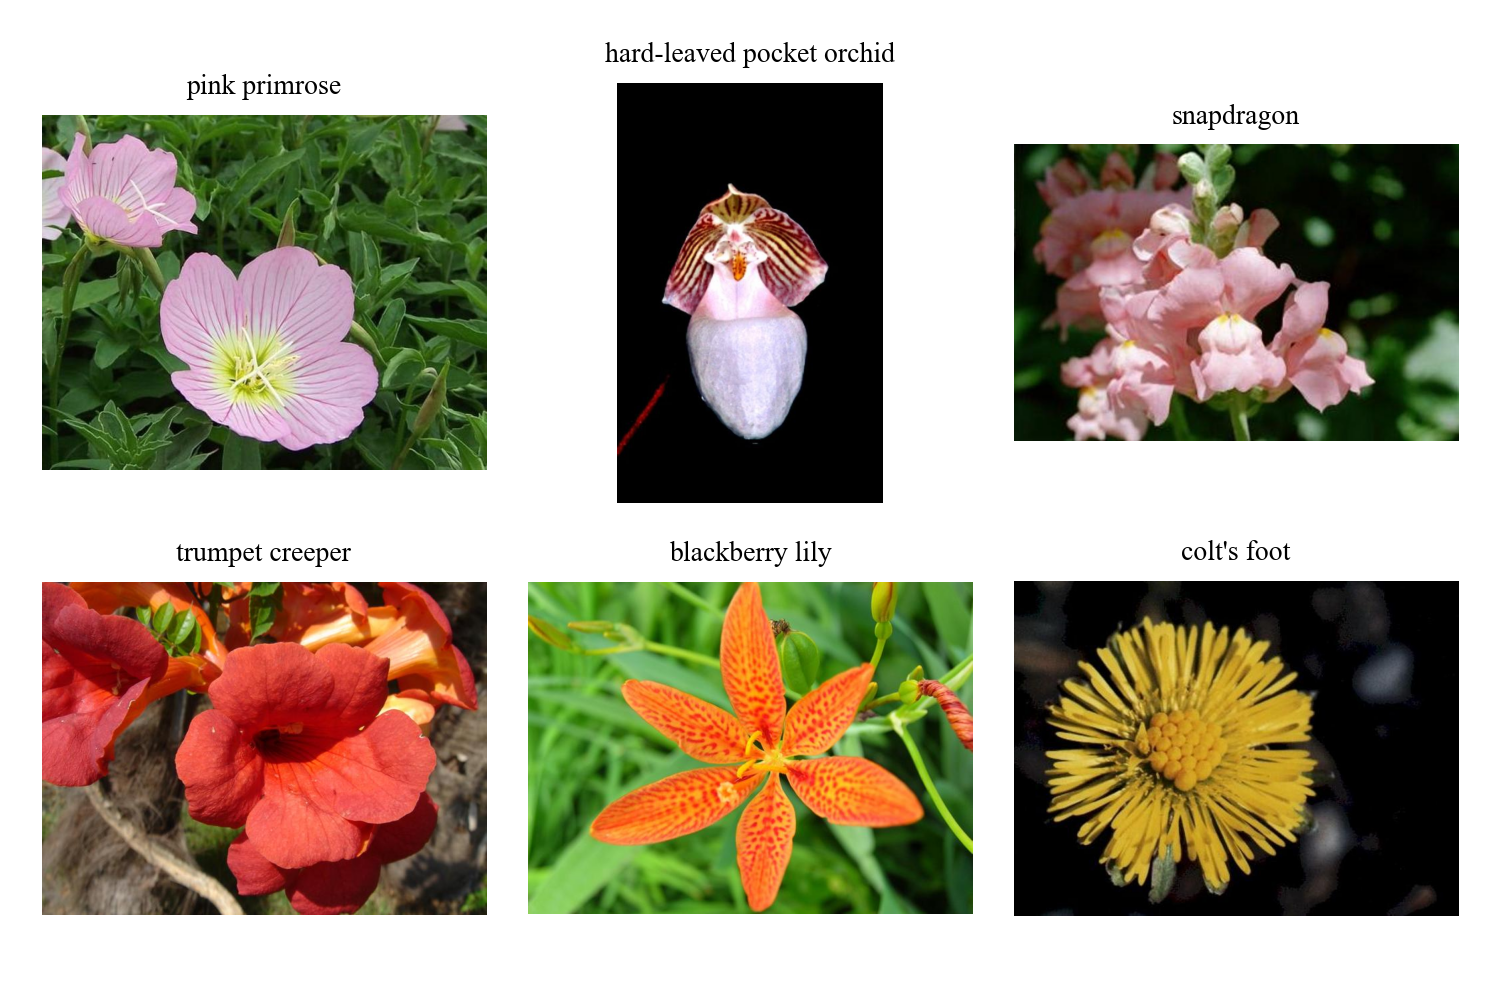 pink primrose
hard-leaved pocket orchid
snapdragon
trumpet creeper
blackberry lily
colt's foot